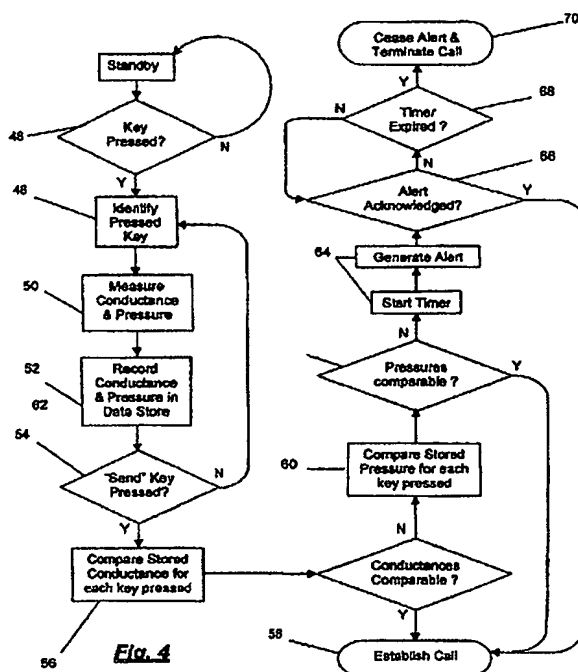 Standby
48
Key
Pressed?
N
Y
48
Identify
Pressed
Key
50
Measure
Conductance
& Pressure
52
62
Record
Conductance
& Pressure in
Data Store
54
"Send" Key
Pressed?
N
Y
Compare Stored
Conductance for
each key pressed
56
Fig. 4
70
Cease Alert &
Terminate Call
Y
N
68
Timer
Expired ?
N
66
Alert
Acknowledged?
Y
64
Generate Alert
Start Timer
N
Pressures
comparable ?
Y
60
Compare Stored
Pressure for each
key pressed
N
Conductances
Comparable ?
Y
58
Establish Call